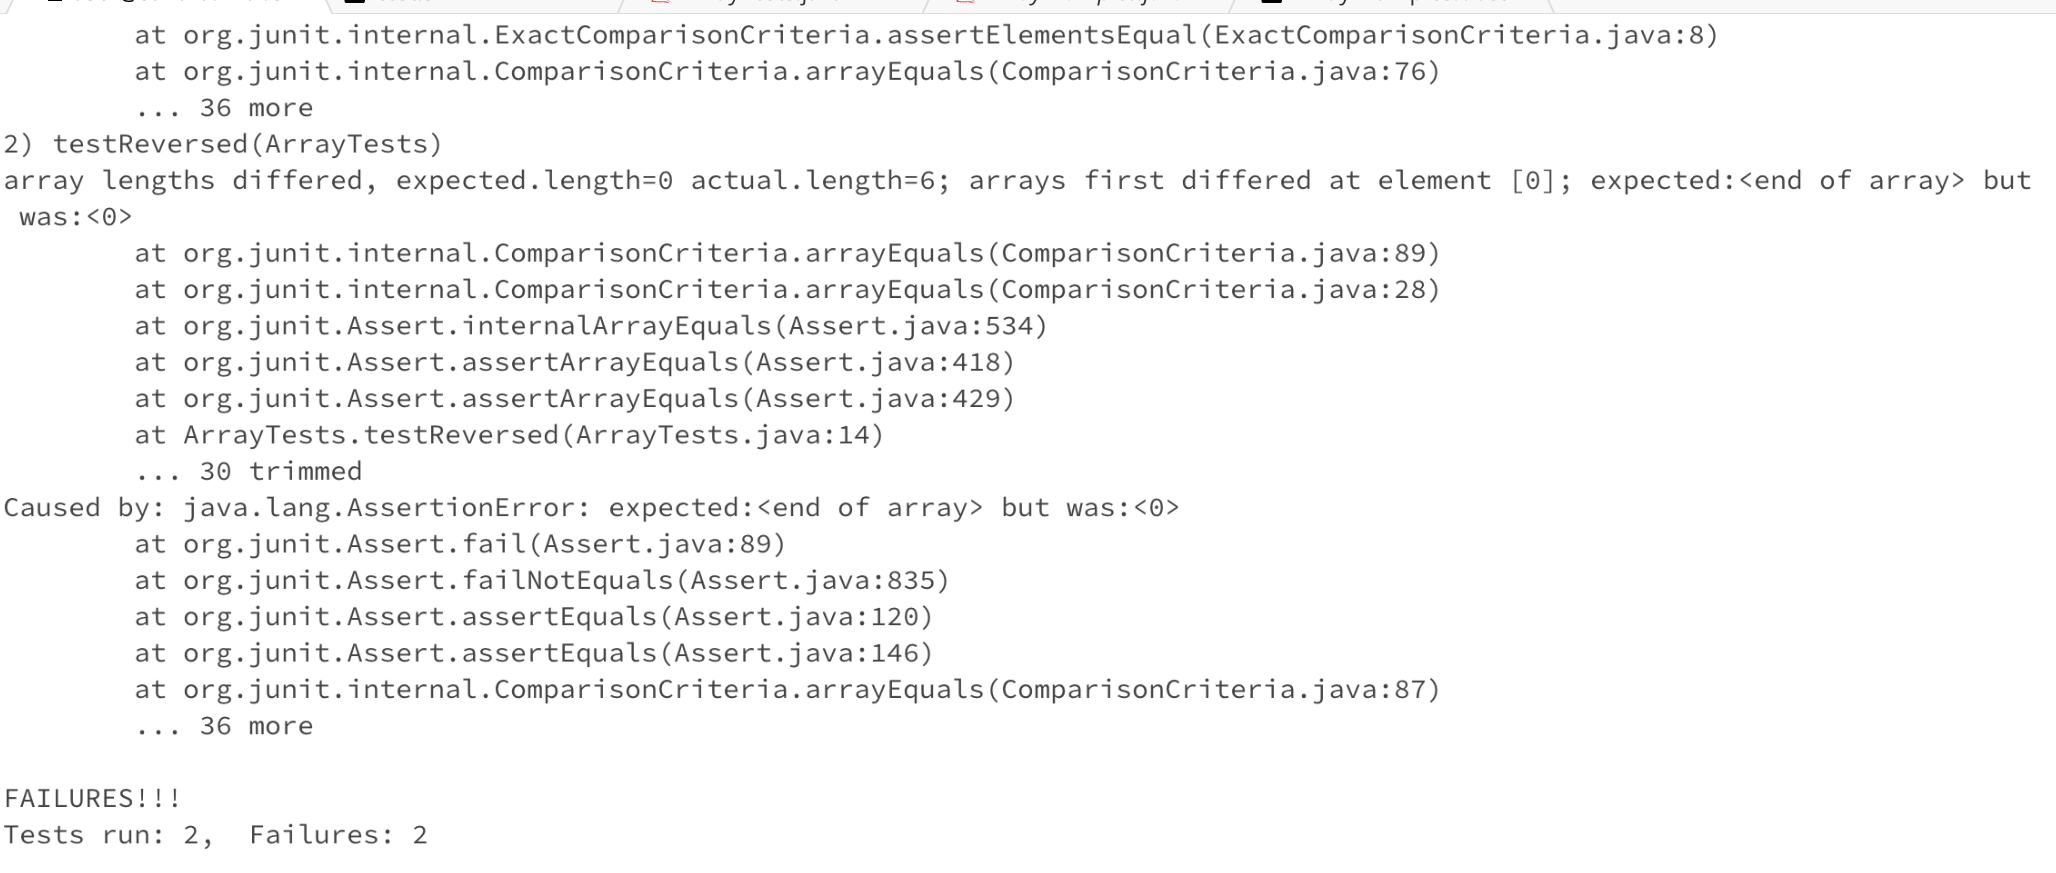 at org.junit.internal.ExactComparisonCriteria.assertElementsEqual(ExactComparisonCriteria.java:8)
at org.junit.internal.ComparisonCriteria.arrayEquals(ComparisonCriteria.java:76)
... 36 more
2) testReversed(ArrayTests)
array lengths differed, expected.length=0 actual.length=6; arrays first differed at element [0]; expected:<end of array> but
was:<0>
at org.junit.internal.ComparisonCriteria.arrayEquals(ComparisonCriteria.java:89)
at org.junit.internal.ComparisonCriteria.arrayEquals(ComparisonCriteria.java:28)
at org.junit.Assert.internalArrayEquals(Assert.java:534)
at org.junit.Assert.assertArrayEquals(Assert.java:418)
at org.junit.Assert.assertArrayEquals(Assert.java:429)
at ArrayTests.testReversed(ArrayTests.java:14)
... 30 trimmed
Caused by: java.lang.AssertionError: expected:<end of array> but was:<0>
at org.junit.Assert.fail(Assert.java:89)
at org.junit.Assert.failNotEquals(Assert.java:835)
at org.junit.Assert.assertEquals(Assert.java:120)
at org.junit.Assert.assertEquals(Assert.java:146)
at org.junit.internal.ComparisonCriteria.arrayEquals(ComparisonCriteria.java:87)
... 36 more
FAILURES!!!
Tests run: 2,  Failures: 2